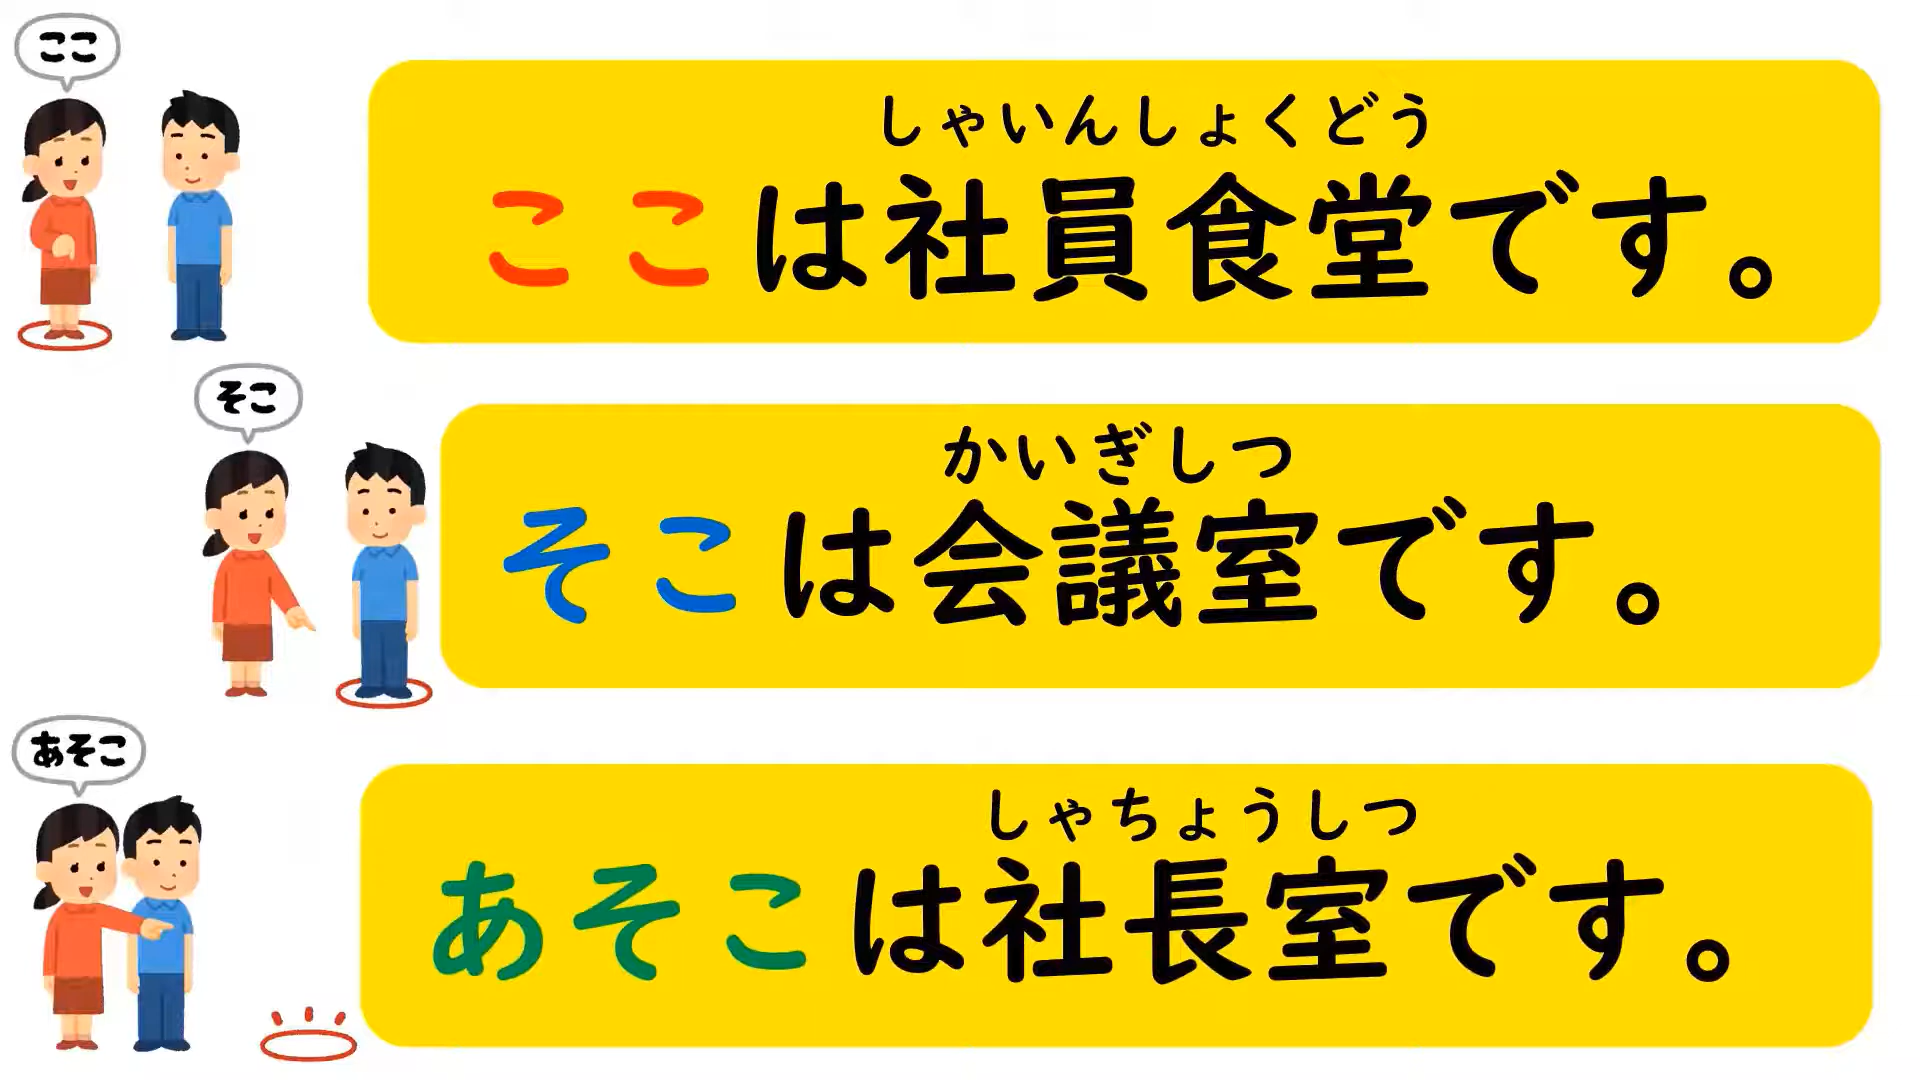 ここ
しゃいんしょくどう
ここは社員食堂です。
そこ
かいぎしつ
そこは会議室です。
あそこ
しゃちょうしつ
あそこは社長室です。